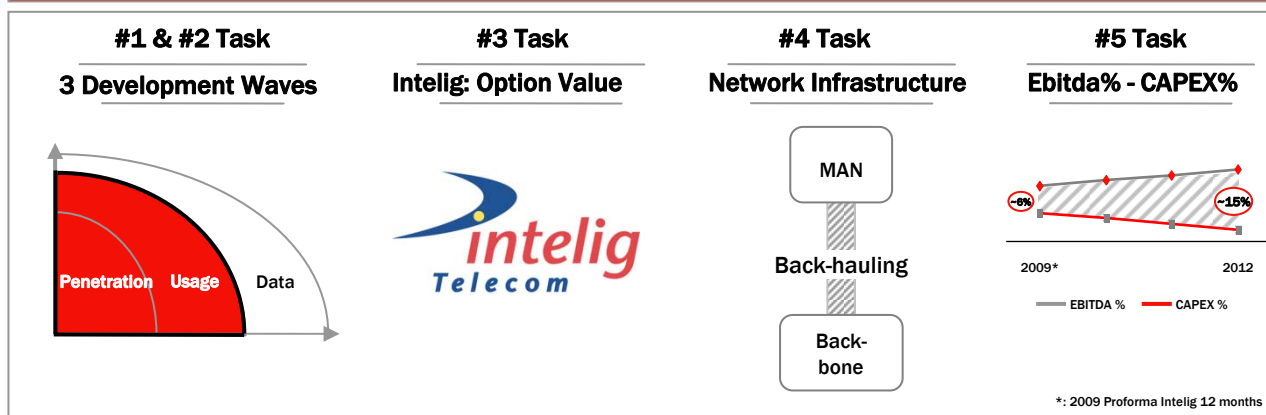 #1 & #2 Task
3 Development Waves
Penetration Usage Data
#3 Task
Intelig: Option Value
intelig
Telecom
#4 Task
Network Infrastructure
MAN
Back-hauling
Back-
bone
#5 Task
Ebitda% - CAPEX%
~6%
~15%
2009* 2012
EBITDA % CAPEX %
*: 2009 Proforma Intelig 12 months